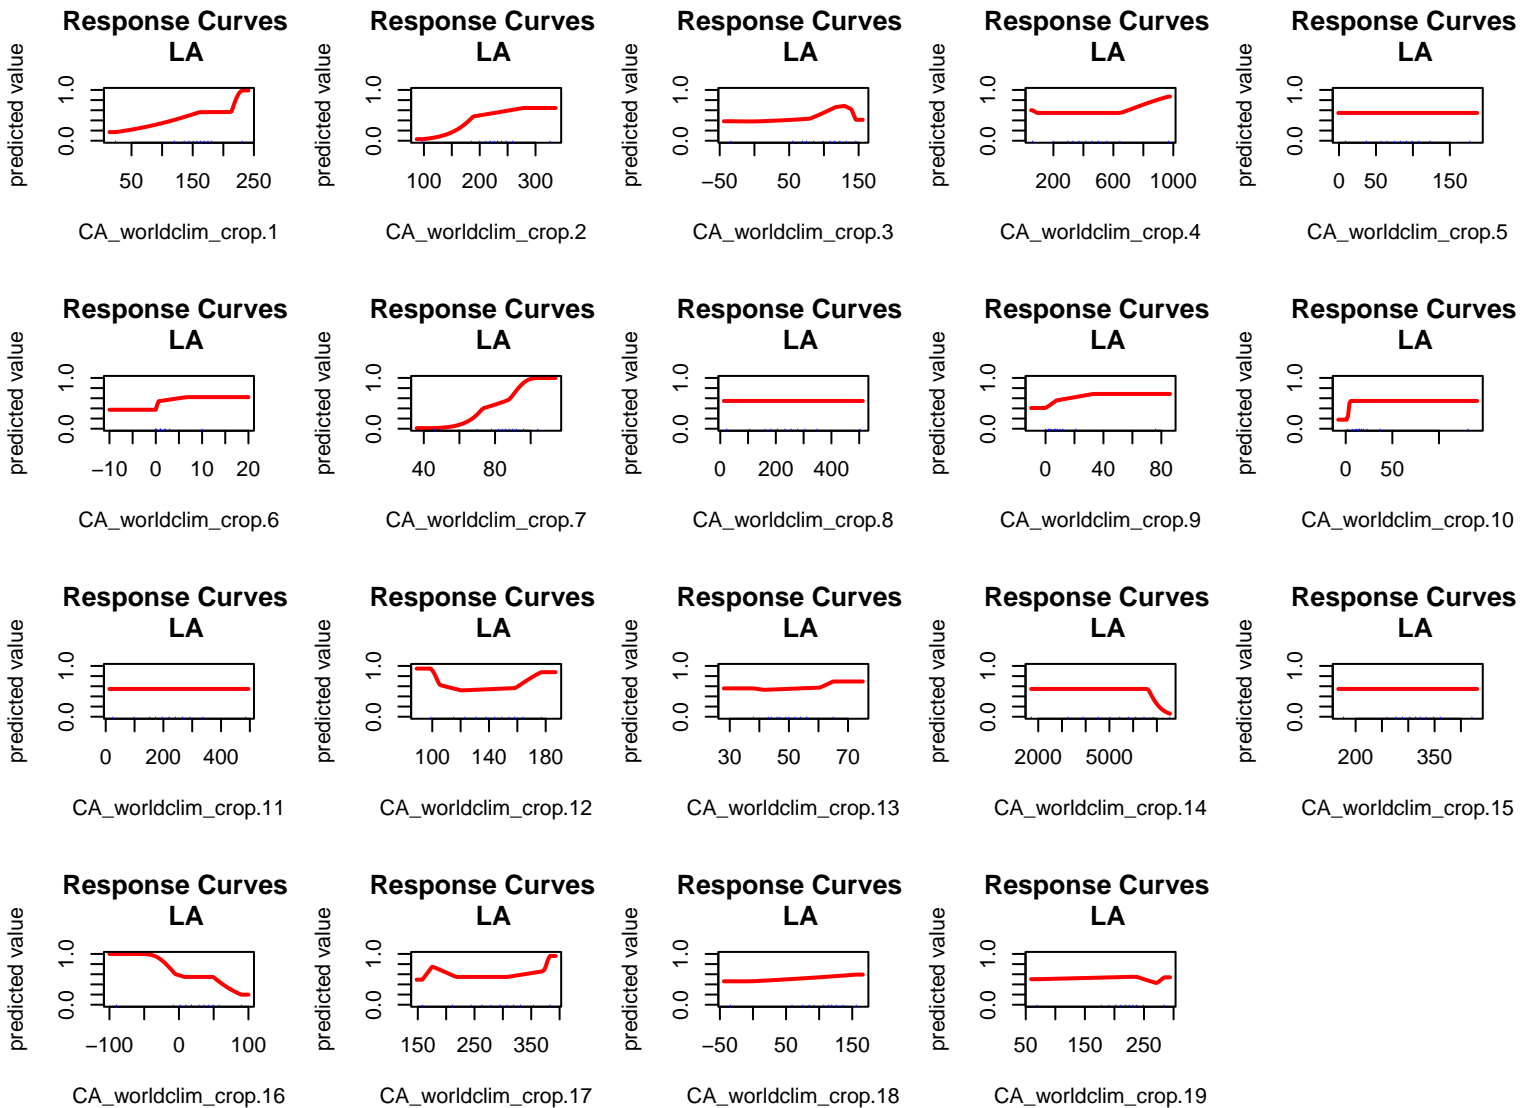 Response Curves
LA
predicted value
0.0 1.0
50 150 250
CA_worldclim_crop.1
Response Curves
LA
predicted value
0.0 1.0
100 200 300
CA_worldclim_crop.2
Response Curves
LA
predicted value
0.0 1.0
−50 50 150
CA_worldclim_crop.3
Response Curves
LA
predicted value
0.0 1.0
200 600 1000
CA_worldclim_crop.4
Response Curves
LA
predicted value
0.0 1.0
0 50 150
CA_worldclim_crop.5
Response Curves
LA
predicted value
0.0 1.0
−10 0 10 20
CA_worldclim_crop.6
Response Curves
LA
predicted value
0.0 1.0
40 80
CA_worldclim_crop.7
Response Curves
LA
predicted value
0.0 1.0
0 200 400
CA_worldclim_crop.8
Response Curves
LA
predicted value
0.0 1.0
0 40 80
CA_worldclim_crop.9
Response Curves
LA
predicted value
0.0 1.0
0 50
CA_worldclim_crop.10
Response Curves
LA
predicted value
0.0 1.0
0 200 400
CA_worldclim_crop.11
Response Curves
LA
predicted value
0.0 1.0
100 140 180
CA_worldclim_crop.12
Response Curves
LA
predicted value
0.0 1.0
30 50 70
CA_worldclim_crop.13
Response Curves
LA
predicted value
0.0 1.0
2000 5000
CA_worldclim_crop.14
Response Curves
LA
predicted value
0.0 1.0
200 350
CA_worldclim_crop.15
Response Curves
LA
predicted value
0.0 1.0
−100 0 100
CA_worldclim_crop.16
Response Curves
LA
predicted value
0.0 1.0
150 250 350
CA_worldclim_crop.17
Response Curves
LA
predicted value
0.0 1.0
−50 50 150
CA_worldclim_crop.18
Response Curves
LA
predicted value
0.0 1.0
50 150 250
CA_worldclim_crop.19